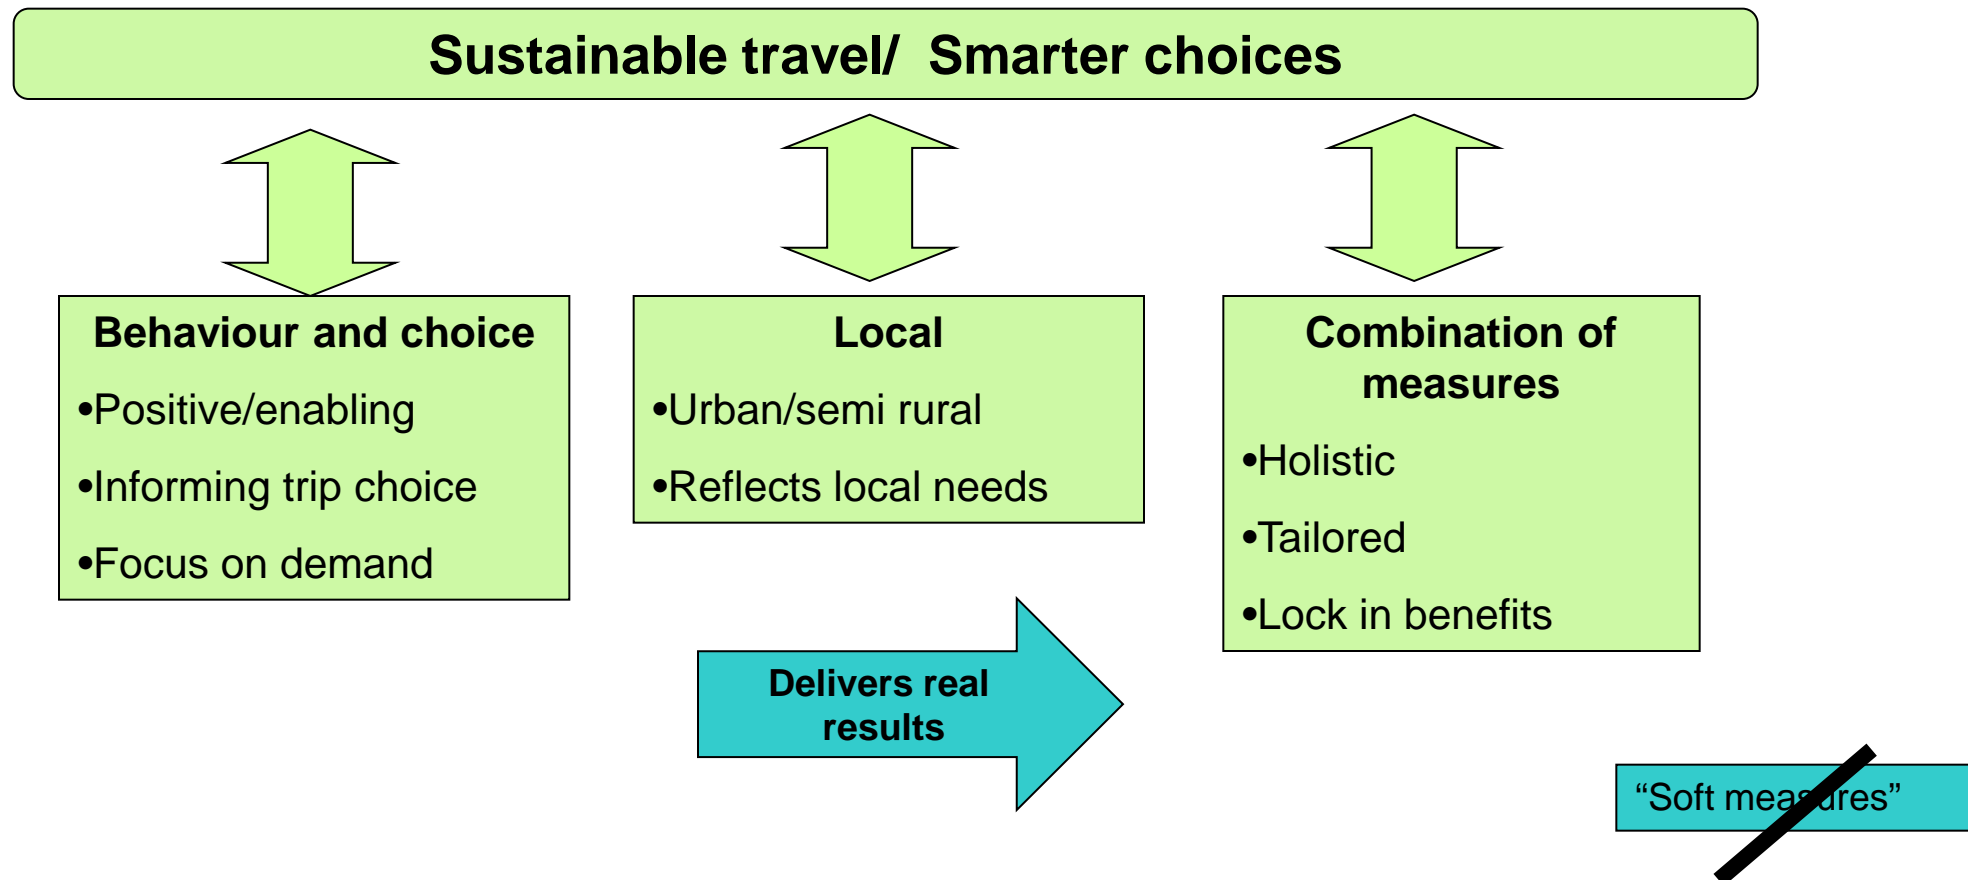 Sustainable travel/ Smarter choices
Behaviour and choice
•Positive/enabling
•Informing trip choice
•Focus on demand
Local
•Urban/semi rural
•Reflects local needs
Combination of
measures
•Holistic
•Tailored
•Lock in benefits
Delivers real
results
“Soft measures”